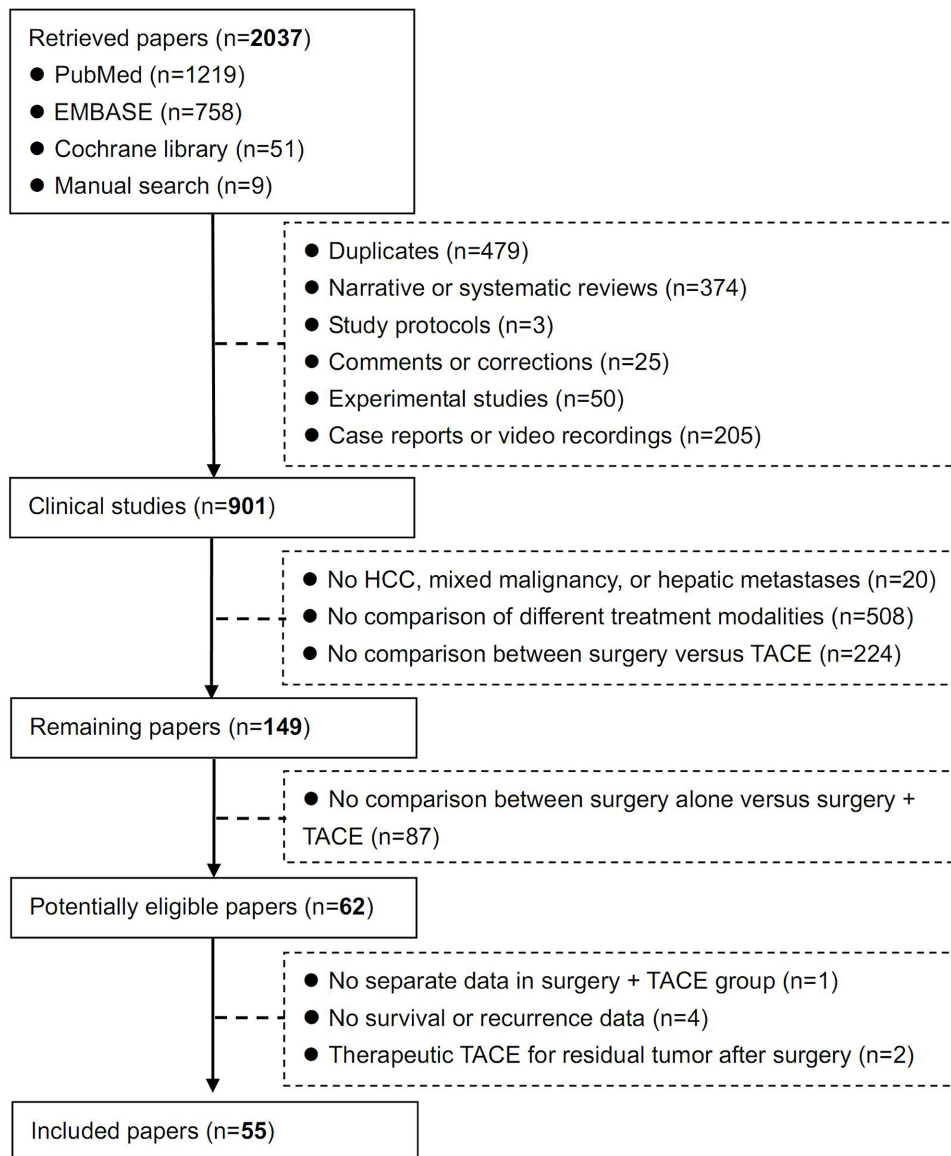 Retrieved papers (n=2037)
● PubMed (n=1219)
● EMBASE (n=758)
● Cochrane library (n=51)
● Manual search (n=9)
● Duplicates (n=479)
● Narrative or systematic reviews (n=374)
● Study protocols (n=3)
● Comments or corrections (n=25)
● Experimental studies (n=50)
● Case reports or video recordings (n=205)
Clinical studies (n=901)
● No HCC, mixed malignancy, or hepatic metastases (n=20)
● No comparison of different treatment modalities (n=508)
● No comparison between surgery versus TACE (n=224)
Remaining papers (n=149)
● No comparison between surgery alone versus surgery +
TACE (n=87)
Potentially eligible papers (n=62)
● No separate data in surgery + TACE group (n=1)
● No survival or recurrence data (n=4)
● Therapeutic TACE for residual tumor after surgery (n=2)
Included papers (n=55)